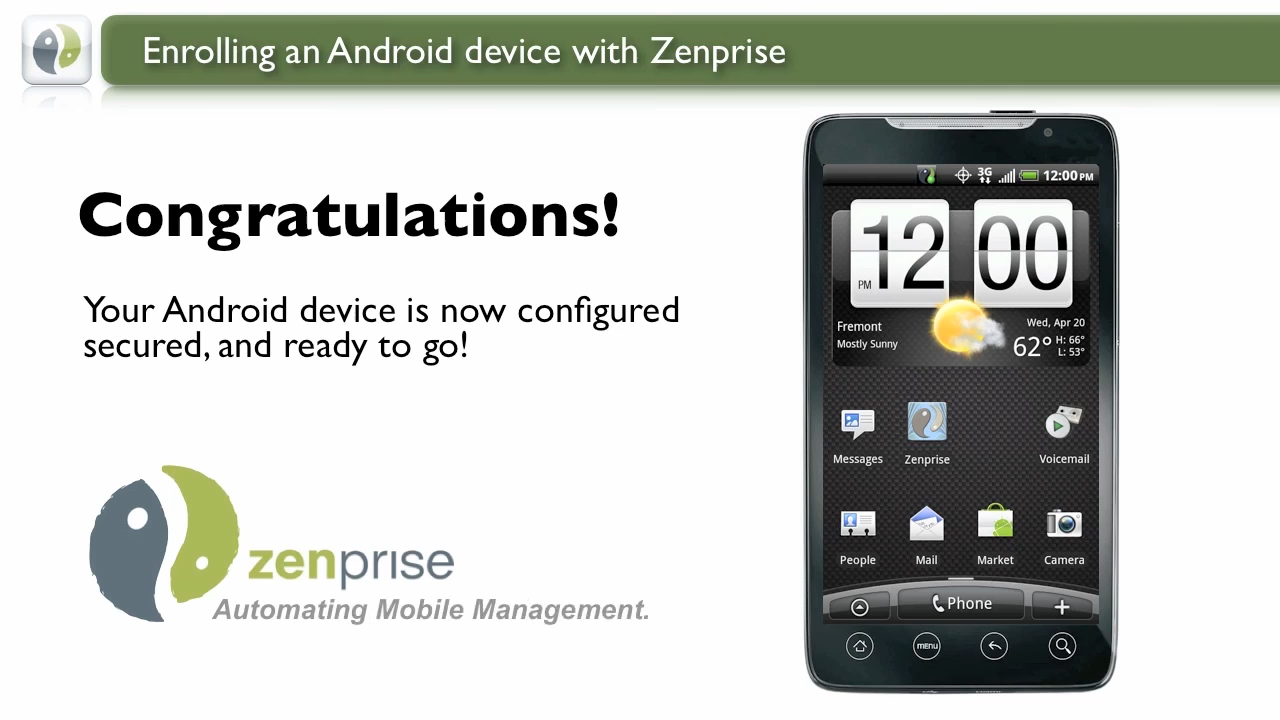 Enrolling an Android device with Zenprise
Congratulations!
Your Android device is now configured
secured, and ready to go!
zenprise
Automating Mobile Management.
3G 12:00 PM
12 00
PM
Fremont
Mostly Sunny
Wed, Apr 20
62° H: 66°
L: 53°
Messages Zenprise Voicemail
People Mail Market Camera
Phone
MENU